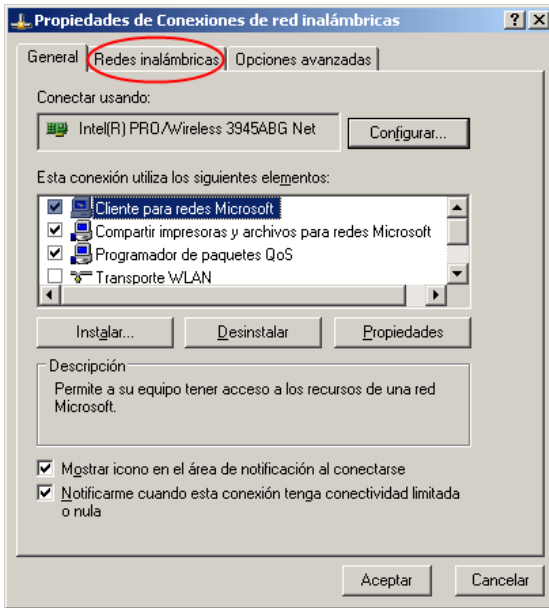 Propiedades de Conexiones de red inalámbricas
General Redes inalámbricas Opciones avanzadas
Conectar usando:
Intel(R) PRO/Wireless 3945ABG Net Configurar...
Esta conexión utiliza los siguientes elementos:
Cliente para redes Microsoft
Compartir impresoras y archivos para redes Microsoft
Programador de paquetes QoS
Transporte WLAN
Instalar... Desinstalar Propiedades
Descripción
Permite a su equipo tener acceso a los recursos de una red
Microsoft.
Mostrar icono en el área de notificación al conectarse
Notificarme cuando esta conexión tenga conectividad limitada
o nula
Aceptar Cancelar